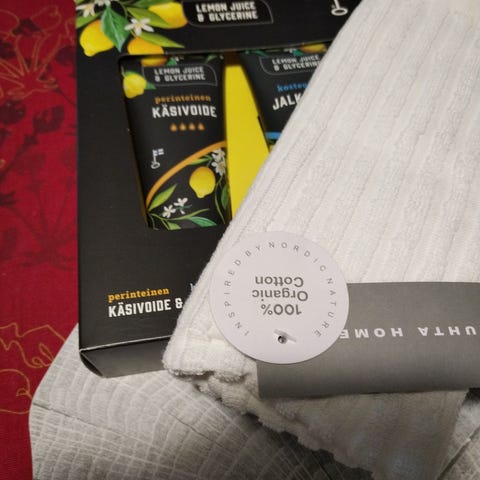 LEMON JUICE
& GLYCERINE
LEMON JUICE
& GLYCERINE
perinteinen
KÄSIVOIDE
LEMON JUICE
& GLYCERINE
JALK
perinteinen
KÄSIVOIDE &
INSPIRED BY NORDIC NATURE
100%
Organic
Cotton
UHTA HOME